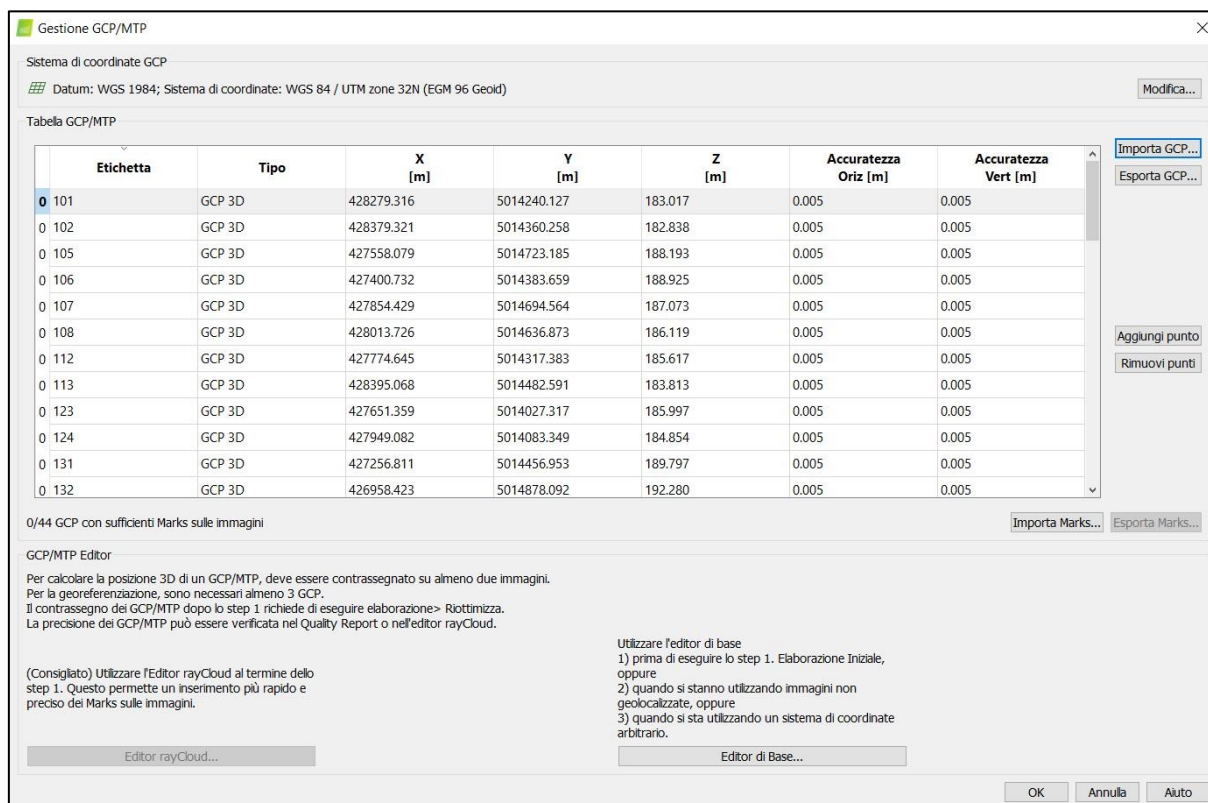 Gestione GCP/MTP
Sistema di coordinate GCP
Datum: WGS 1984; Sistema di coordinate: WGS 84 / UTM zone 32N (EGM 96 Geoid)
Modifica...
Tabella GCP/MTP
Etichetta Tipo X [m] Y [m] Z [m] Accuratezza Oriz [m] Accuratezza Vert [m]
0 101 GCP 3D 428279.316 5014240.127 183.017 0.005 0.005
0 102 GCP 3D 428379.321 5014360.258 182.838 0.005 0.005
0 105 GCP 3D 427558.079 5014723.185 188.193 0.005 0.005
0 106 GCP 3D 427400.732 5014383.659 188.925 0.005 0.005
0 107 GCP 3D 427854.429 5014694.564 187.073 0.005 0.005
0 108 GCP 3D 428013.726 5014636.873 186.119 0.005 0.005
0 112 GCP 3D 427774.645 5014317.383 185.617 0.005 0.005
0 113 GCP 3D 428395.068 5014482.591 183.813 0.005 0.005
0 123 GCP 3D 427651.359 5014027.317 185.997 0.005 0.005
0 124 GCP 3D 427949.082 5014083.349 184.854 0.005 0.005
0 131 GCP 3D 427256.811 5014456.953 189.797 0.005 0.005
0 132 GCP 3D 426958.423 5014878.092 192.280 0.005 0.005
Importa GCP...
Esporta GCP...
Aggiungi punto
Rimuovi punti
0/44 GCP con sufficienti Marks sulle immagini
Importa Marks... Esporta Marks...
GCP/MTP Editor
Per calcolare la posizione 3D di un GCP/MTP, deve essere contrassegnato su almeno due immagini.
Per la georeferenziazione, sono necessari almeno 3 GCP.
Il contrassegno dei GCP/MTP dopo lo step 1 richiede di eseguire elaborazione> Riottimizza.
La precisione dei GCP/MTP può essere verificata nel Quality Report o nell'editor rayCloud.
(Consigliato) Utilizzare l'Editor rayCloud al termine dello
step 1. Questo permette un inserimento più rapido e
preciso dei Marks sulle immagini.
Editor rayCloud...
Utilizzare l'editor di base
1) prima di eseguire lo step 1. Elaborazione Iniziale,
oppure
2) quando si stanno utilizzando immagini non
geolocalizzate, oppure
3) quando si sta utilizzando un sistema di coordinate
arbitrario.
Editor di Base...
OK Annulla Aiuto